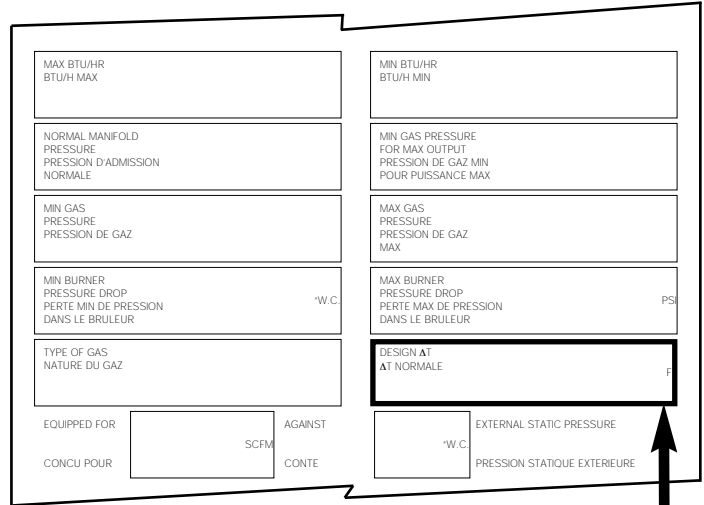 MAX BTU/HR
BTU/H MAX
MIN BTU/HR
BTU/H MIN
NORMAL MANIFOLD
PRESSURE
PRESSION D'ADMISSION
NORMALE
MIN GAS PRESSURE
FOR MAX OUTPUT
PRESSION DE GAZ MIN
POUR PUISSANCE MAX
MIN GAS
PRESSURE
PRESSION DE GAZ
MAX GAS
PRESSURE
PRESSION DE GAZ
MAX
MIN BURNER
PRESSURE DROP
PERTE MIN DE PRESSION
DANS LE BRULEUR
"W.C.
MAX BURNER
PRESSURE DROP
PERTE MAX DE PRESSION
DANS LE BRULEUR
PSI
TYPE OF GAS
NATURE DU GAZ
DESIGN ΔT
ΔT NORMALE
F
EQUIPPED FOR
CONCU POUR
SCFM
AGAINST
CONTE
"W.C.
EXTERNAL STATIC PRESSURE
PRESSION STATIQUE EXTERIEURE